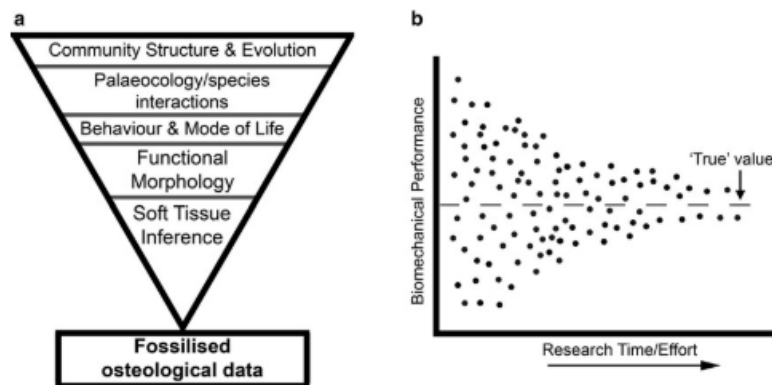 a
Community Structure & Evolution
Palaeocology/species
interactions
Behaviour & Mode of Life
Functional
Morphology
Soft Tissue
Inference
Fossilised
osteological data
b
Biomechanical Performance
'True' value
Research Time/Effort